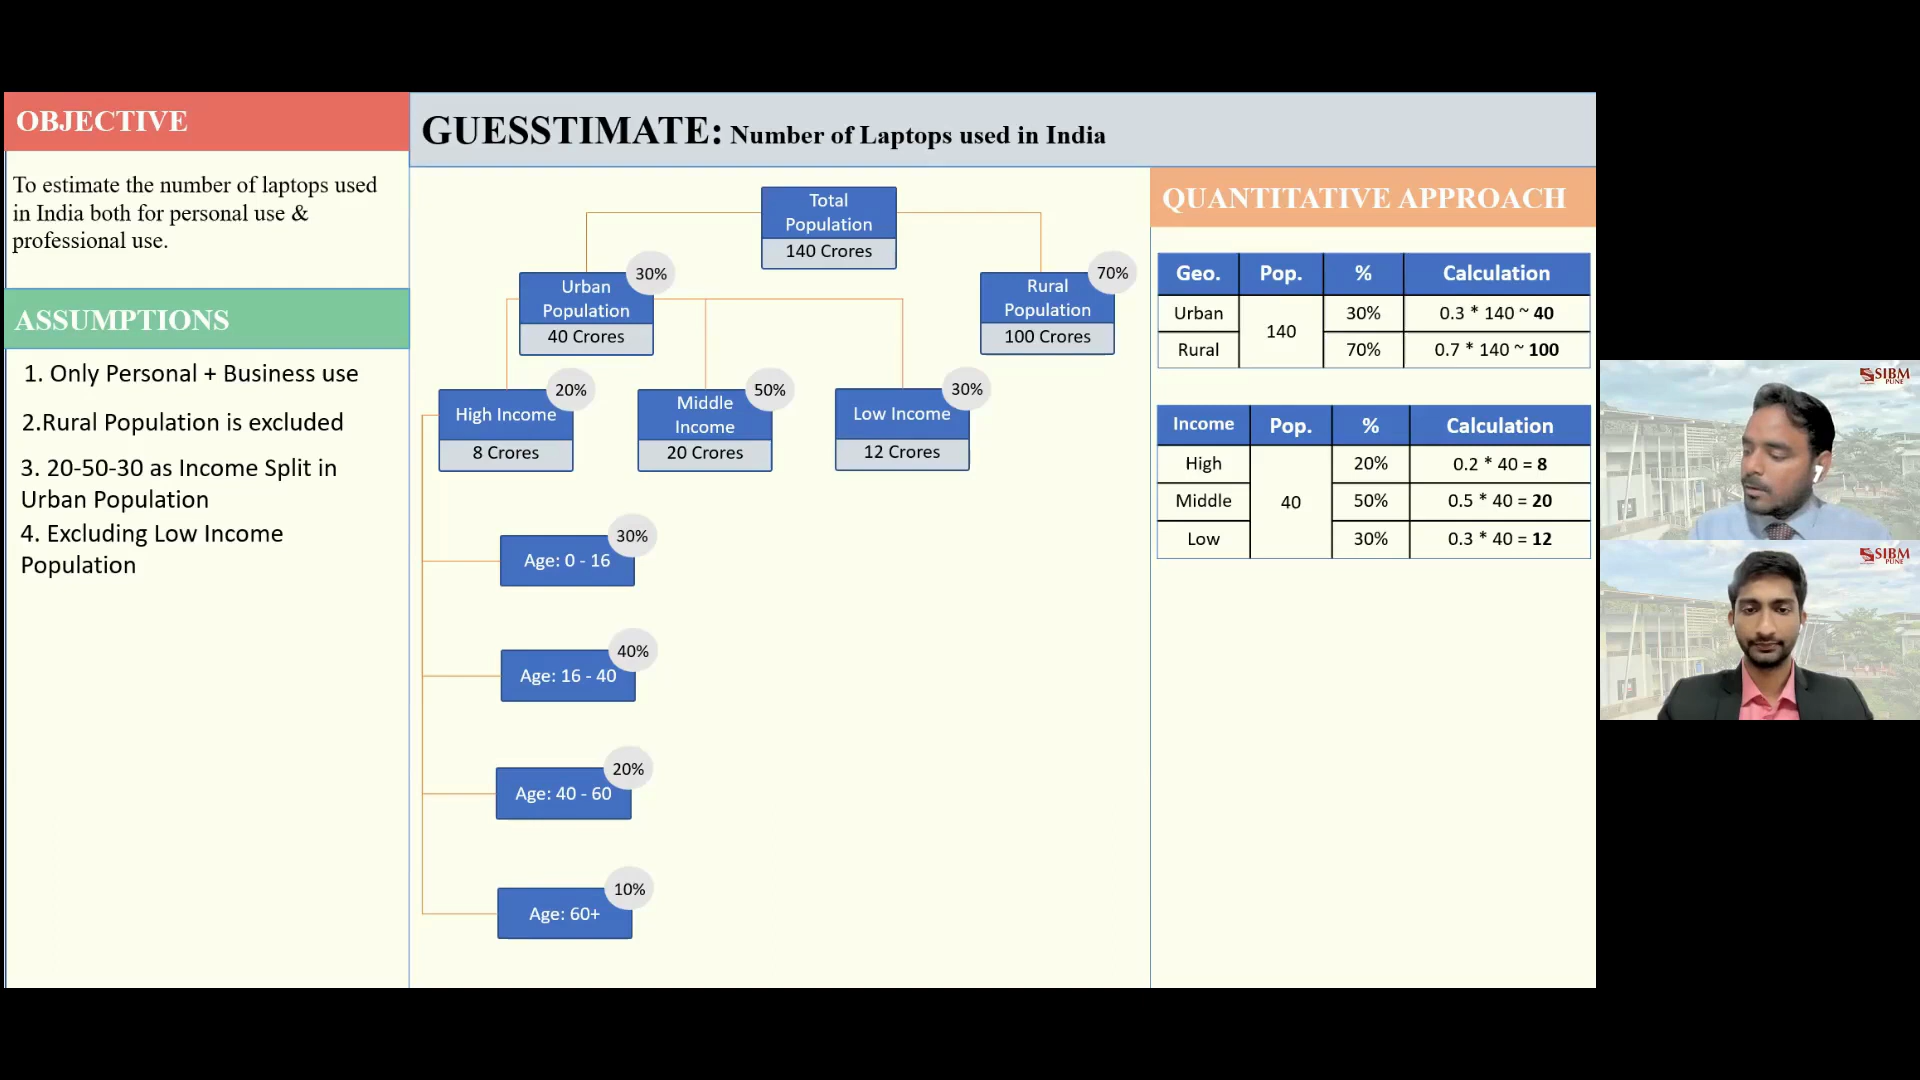 OBJECTIVE
To estimate the number of laptops used
in India both for personal use &
professional use.
ASSUMPTIONS
1. Only Personal + Business use
2.Rural Population is excluded
3. 20-50-30 as Income Split in
Urban Population
4. Excluding Low Income
Population
GUESSTIMATE: Number of Laptops used in India
Total
Population
140 Crores
30%
Urban
Population
40 Crores
70%
Rural
Population
100 Crores
20%
High Income
8 Crores
50%
Middle
Income
20 Crores
30%
Low Income
12 Crores
30%
Age: 0 - 16
40%
Age: 16 - 40
20%
Age: 40 - 60
10%
Age: 60+
QUANTITATIVE APPROACH
Geo. Pop. % Calculation
Urban 140 30% 0.3 * 140 ~ 40
Rural 70% 0.7 * 140 ~ 100
Income Pop. % Calculation
High 20% 0.2 * 40 = 8
Middle 40 50% 0.5 * 40 = 20
Low 30% 0.3 * 40 = 12
SIBM
PUNE
SIBM
PUNE